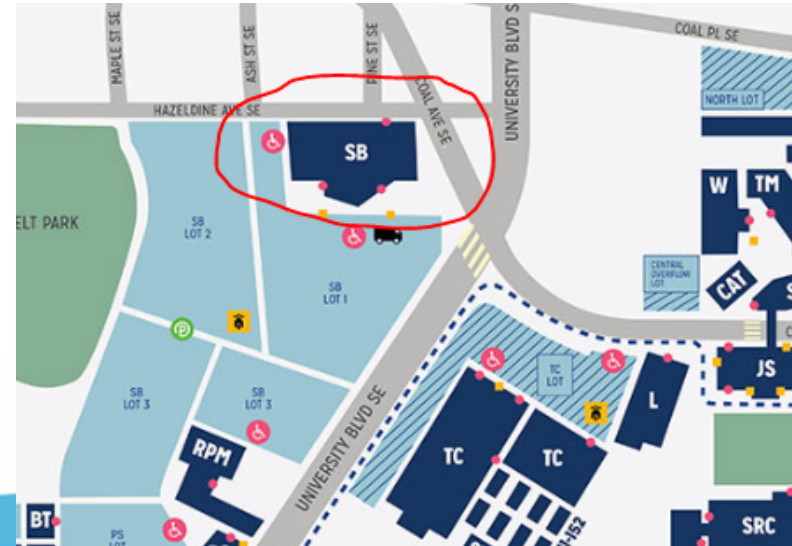 MAPLE ST SE
ASH ST SE
PINE ST SE
COAL AVE SE
UNIVERSITY BLVD S
COAL PL SE
NORTH LOT
HAZELDINE AVE SE
SB
W
TM
ELT PARK
SB
LOT 2
CENTRAL
OVERFLOW
LOT
CAT
S
SB
LOT 1
P
JS
C
TC
LOT
L
SB
LOT 3
SB
LOT 3
UNIVERSITY BLVD SE
RPM
TC
TC
BT
PS
SRC